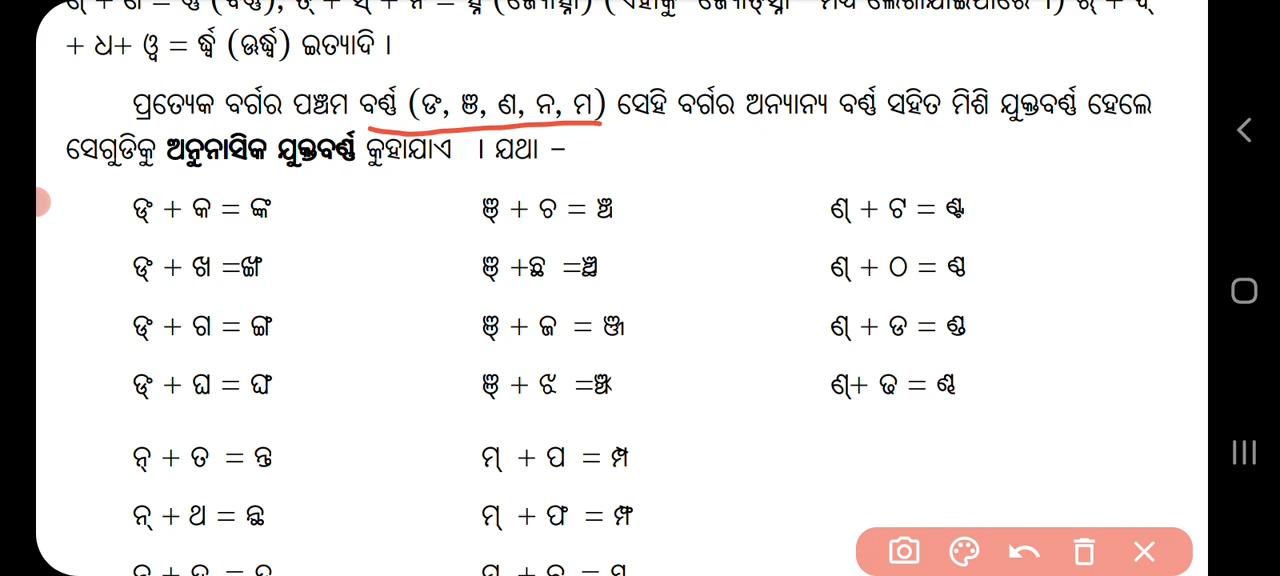 + ଧ+ ଓ୍ୱ = ର୍ଦ୍ଧ୍ୱ (ଊର୍ଦ୍ଧ୍ୱ) ଇତ୍ୟାଦି ।
ପ୍ରତ୍ୟେକ ବର୍ଗର ପଞ୍ଚମ ବର୍ଣ୍ଣ (ଙ, ଞ, ଣ, ନ, ମ) ସେହି ବର୍ଗର ଅନ୍ୟାନ୍ୟ ବର୍ଣ୍ଣ ସହିତ ମିଶି ଯୁକ୍ତବର୍ଣ୍ଣ ହେଲେ
ସେଗୁଡିକୁ ଅନୁନାସିକ ଯୁକ୍ତବର୍ଣ୍ଣ କୁହାଯାଏ । ଯଥା –
ଙ୍ + କ = ଙ୍କ ଞ୍ + ଚ = ଞ୍ଚ ଣ୍ + ଟ = ଣ୍ଟ
ଙ୍ + ଖ =ଙ୍ଖ ଞ୍ +ଛ =ଞ୍ଛ ଣ୍ + ଠ = ଣ୍ଠ
ଙ୍ + ଗ = ଙ୍ଗ ଞ୍ + ଜ = ଞ୍ଜ ଣ୍ + ଡ = ଣ୍ଡ
ଙ୍ + ଘ = ଙ୍ଘ ଞ୍ + ଝ =ଞ୍ଝ ଣ୍+ ଢ = ଣ୍ଢ
ନ୍ + ତ = ନ୍ତ ମ୍ + ପ = ମ୍ପ
ନ୍ + ଥ = ନ୍ଥ ମ୍ + ଫ = ମ୍ଫ